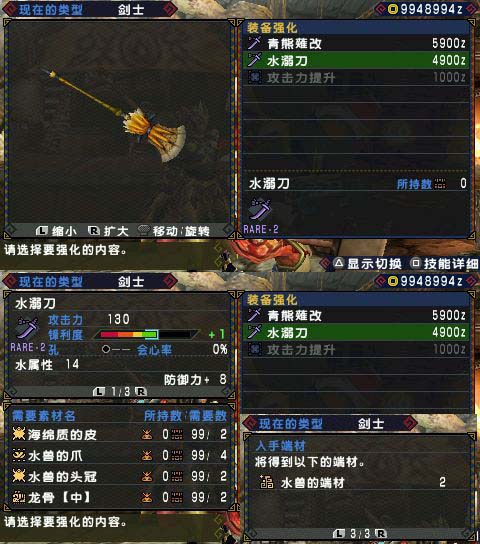 现在的类型 剑士
9948994z
装备强化
青熊薙改 5900z
水溺刀 4900z
攻击力提升 1000z
水溺刀 所持数 0
RARE-2
L 缩小 R 扩大 移动/旋转
请选择要强化的内容。
△显示切换 □技能详细
现在的类型 剑士
9948994z
水溺刀
攻击力 130
锋利度 +1
RARE-2
孔 ○-- 会心率 0%
水属性 14
防御力+ 8
L 1/3 R
装备强化
青熊薙改 5900z
水溺刀 4900z
攻击力提升 1000z
需要素材名 所持数 需要数
海绵质的皮 0 99/ 2
水兽的爪 0 99/ 4
水兽的头冠 0 99/ 2
龙骨【中】 0 99/ 2
请选择要强化的内容。
现在的类型 剑士
入手端材
将得到以下的端材。
水兽的端材 2
L 3/3 R